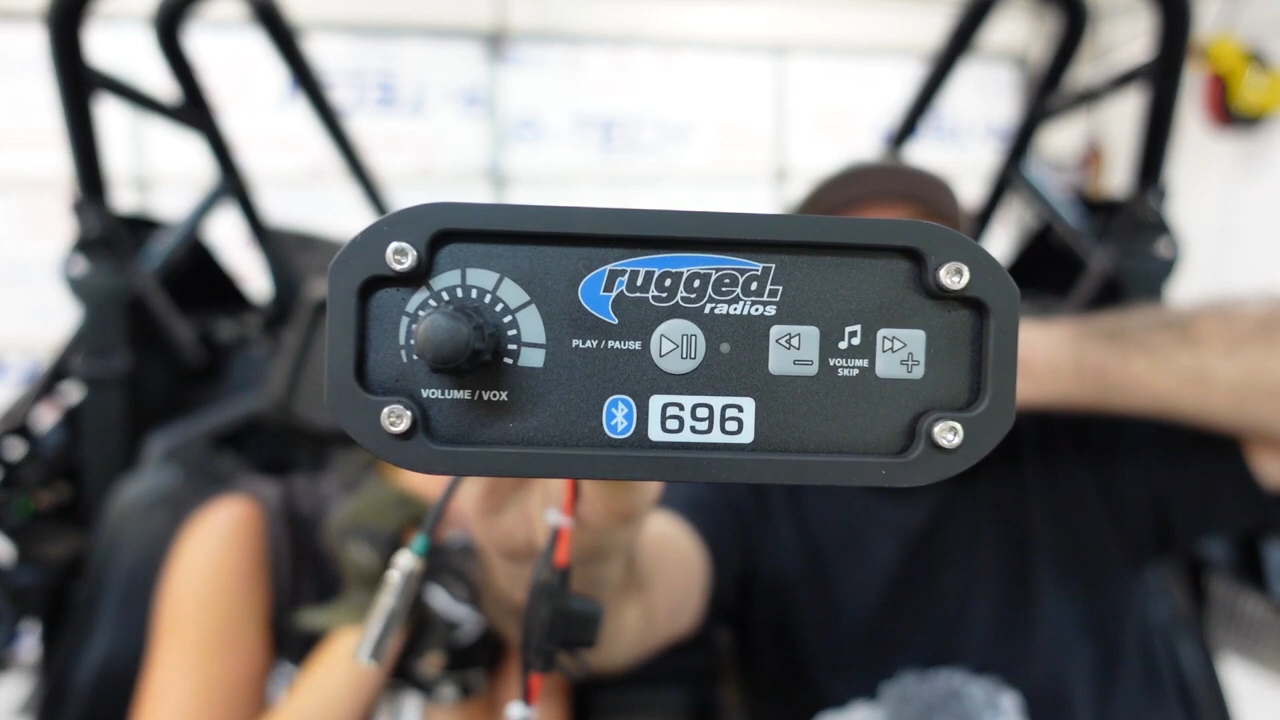 rugged.
radios
PLAY / PAUSE
VOLUME
SKIP
VOLUME / VOX
696